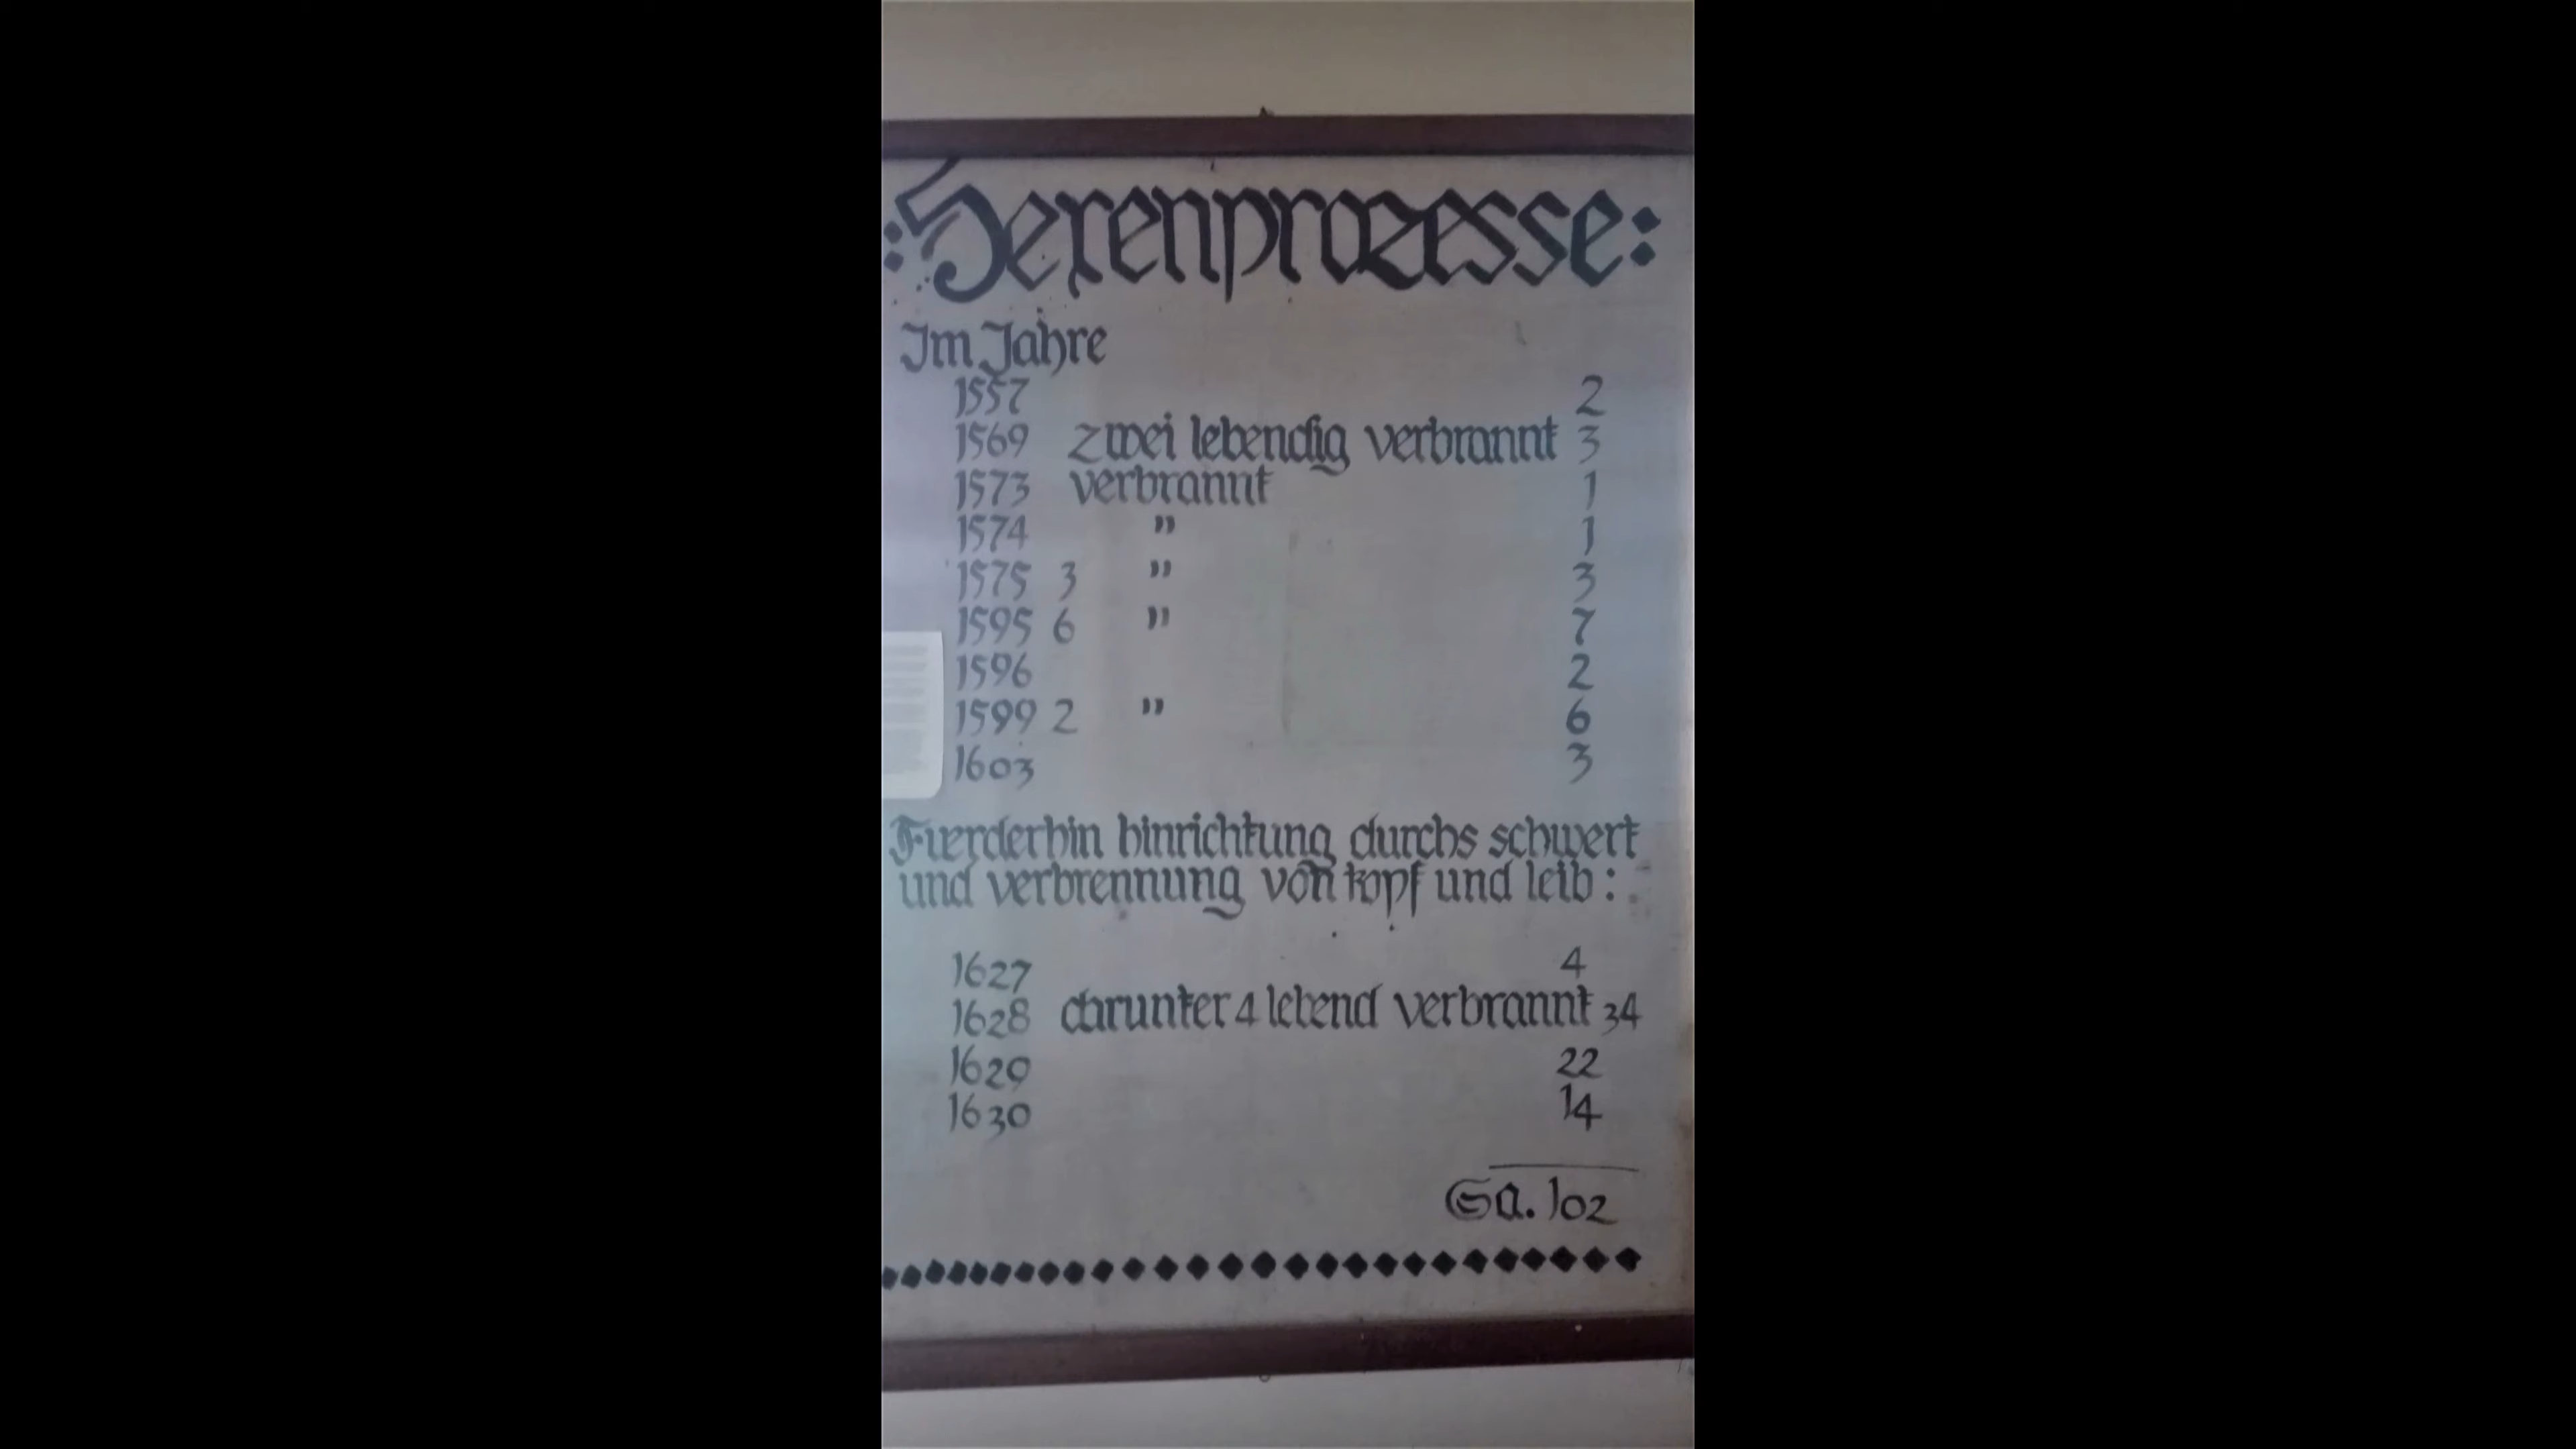 :Hexenprozesse:
Im Jahre
1557 2
1569 zwei lebendig verbrannt 3
1573 verbrannt 1
1574 " 1
1575 3 " 3
1595 6 " 7
1596 2
1599 2 " 6
1603 3
Fuerderhin hinrichtung durchs schwert
und verbrennung von kopf und leib:
1627 4
1628 darunter 4 lebend verbrannt 34
1629 22
1630 14
Sa. 102